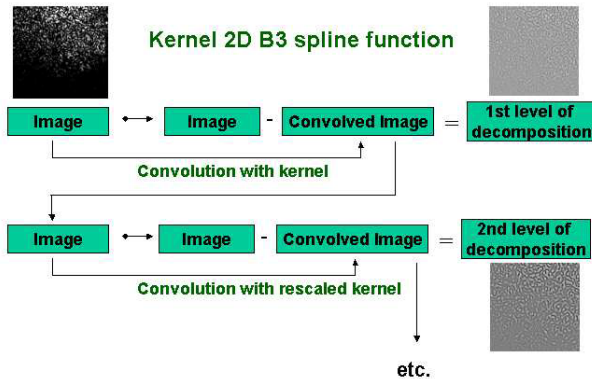 Kernel 2D B3 spline function
Image
Image - Convolved Image = 1st level of
decomposition
Convolution with kernel
Image
Image - Convolved Image = 2nd level of
decomposition
Convolution with rescaled kernel
etc.